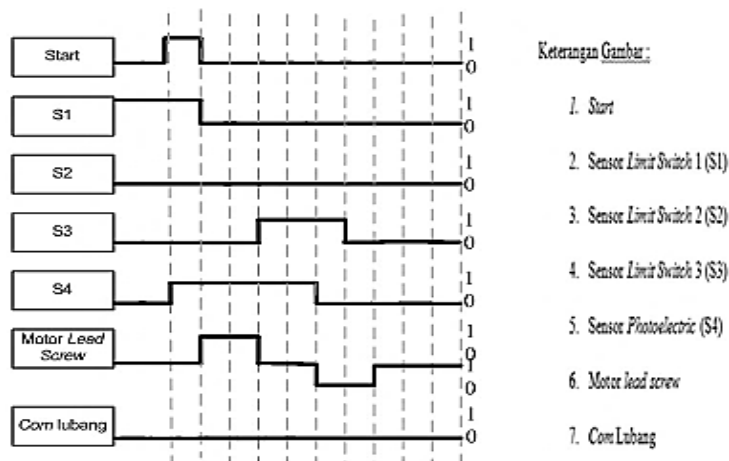 Start
1
0
S1
1
0
S2
1
0
S3
1
0
S4
1
0
Motor Lead
Screw
1
0
1
0
Com lubang
1
0
Keterangan Gambar :
1. Start
2. Sensor Limit Switch 1 (S1)
3. Sensor Limit Switch 2 (S2)
4. Sensor Limit Switch 3 (S3)
5. Sensor Photoelectric (S4)
6. Motor lead screw
7. Com Lubang